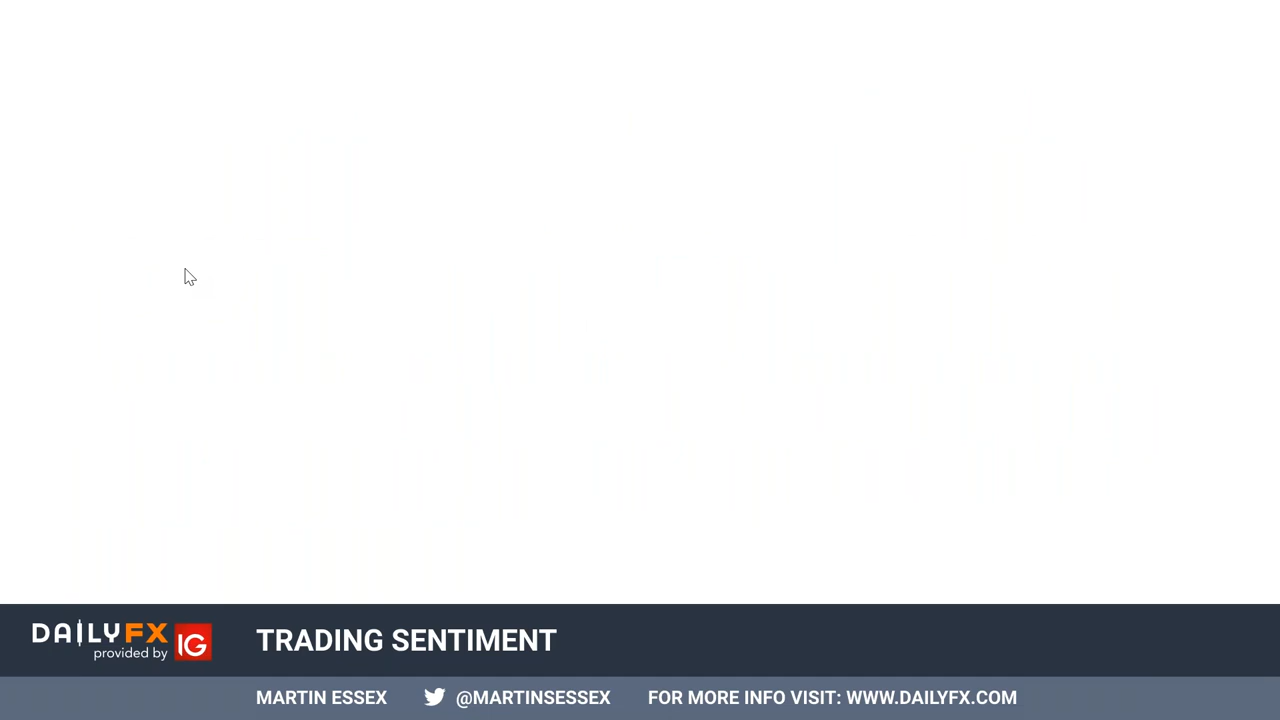 DAILYFX
provided by IG
TRADING SENTIMENT
MARTIN ESSEX @MARTINSESSEX FOR MORE INFO VISIT: WWW.DAILYFX.COM